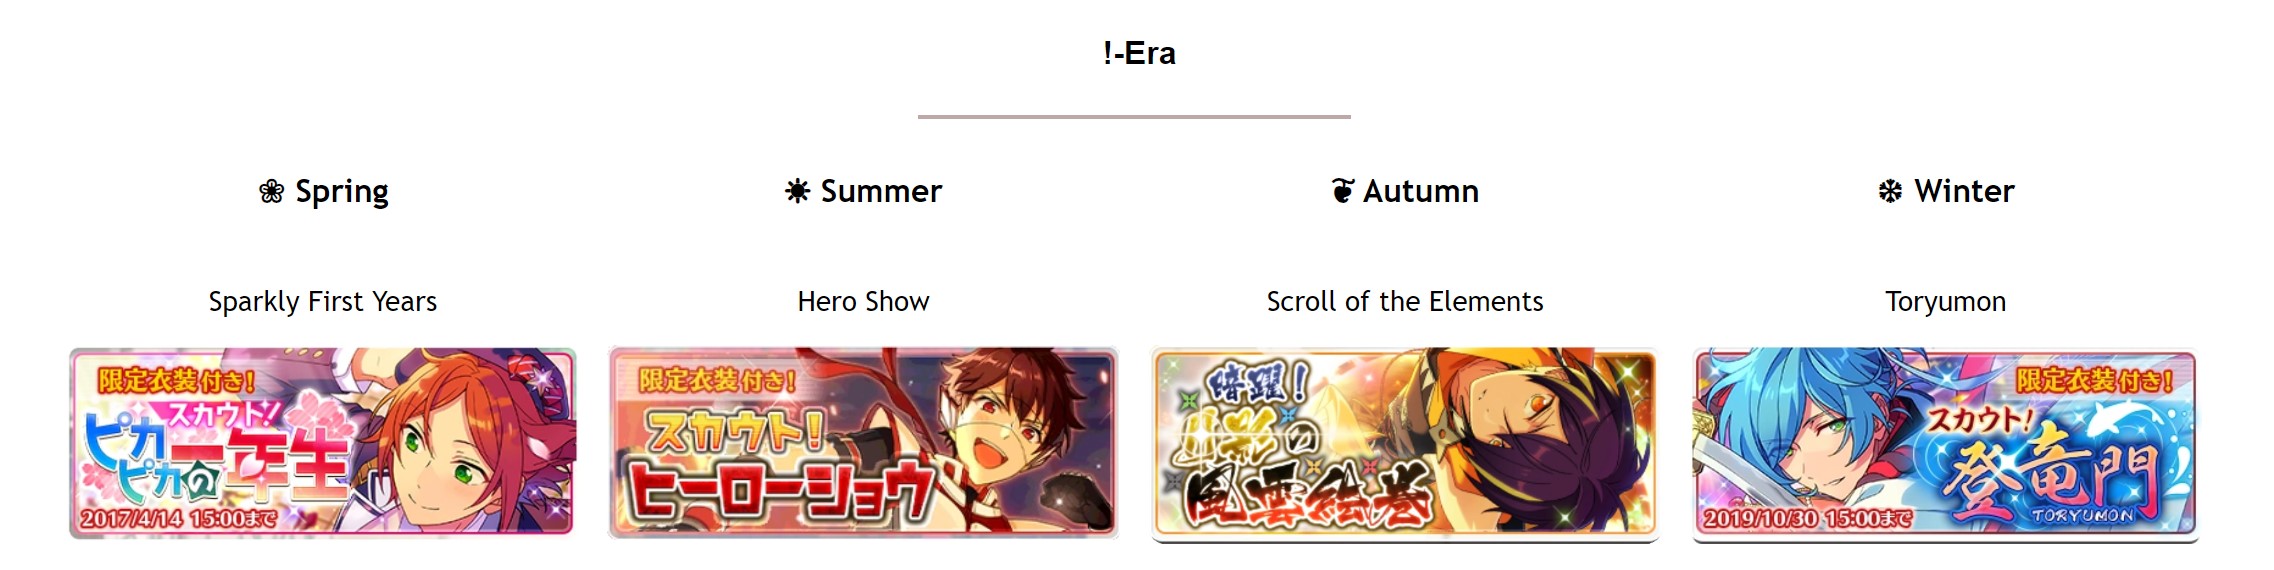 !-Era
❀ Spring
☀ Summer
❦ Autumn
❆ Winter
Sparkly First Years
Hero Show
Scroll of the Elements
Toryumon
限定衣装付き!
スカウト!
ピカピカの一年生
2017/4/14 15:00まで
限定衣装付き!
スカウト!
ヒーローショウ
暗躍!
月影の
風雲絵巻
限定衣装付き!
スカウト!
登竜門
TORYUMON
2019/10/30 15:00まで